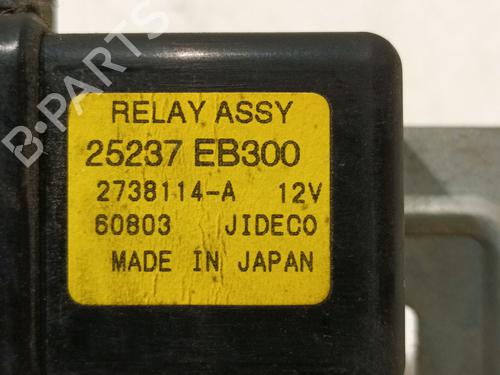 B-PARTS
RELAY ASSY
25237 EB300
2738114-A 12V
60803 JIDECO
MADE IN JAPAN